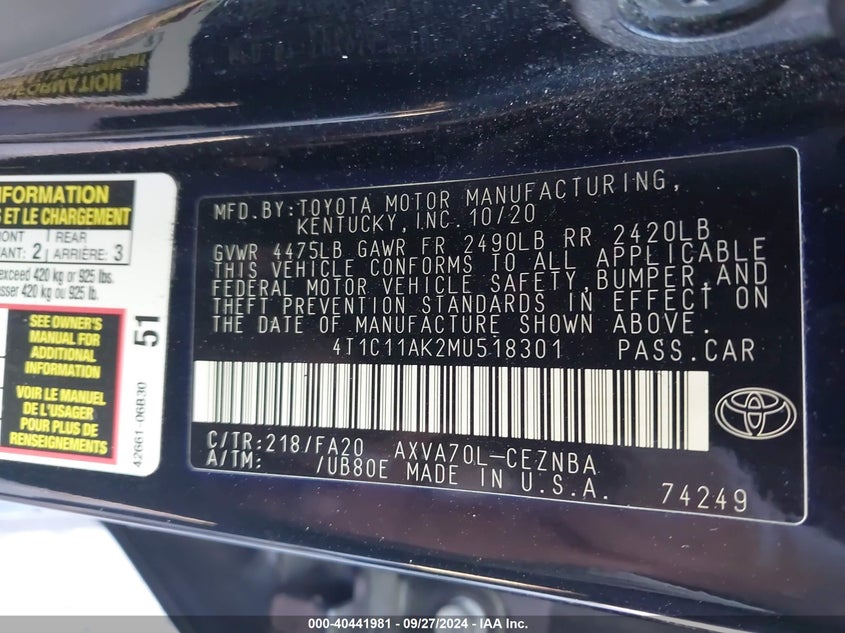 INFORMATION
S ET LE CHARGEMENT
RONT
REAR
TANT: 2
ARRIÈRE: 3
exceed 420 kg or 925 lbs.
asser 420 kg ou 925 lb.
SEE OWNER'S
MANUAL FOR
ADDITIONAL
INFORMATION
VOIR LE MANUEL
DE L'USAGER
POUR PLUS DE
RENSEIGNEMENTS
51
42661-06B30
MFD.BY:TOYOTA MOTOR MANUFACTURING,
KENTUCKY,INC.10/20
GVWR 4475LB GAWR FR 2490LB RR 2420LB
THIS VEHICLE CONFORMS TO ALL APPLICABLE
FEDERAL MOTOR VEHICLE SAFETY,BUMPER,AND
THEFT PREVENTION STANDARDS IN EFFECT ON
THE DATE OF MANUFACTURE SHOWN ABOVE.
4T1C11AK2MU518301 PASS.CAR
C/TR:218/FA20 AXVA70L-CEZNBA
A/TM: /UB80E MADE IN U.S.A.
74249
000-40441981 - 09/27/2024 - IAA Inc.